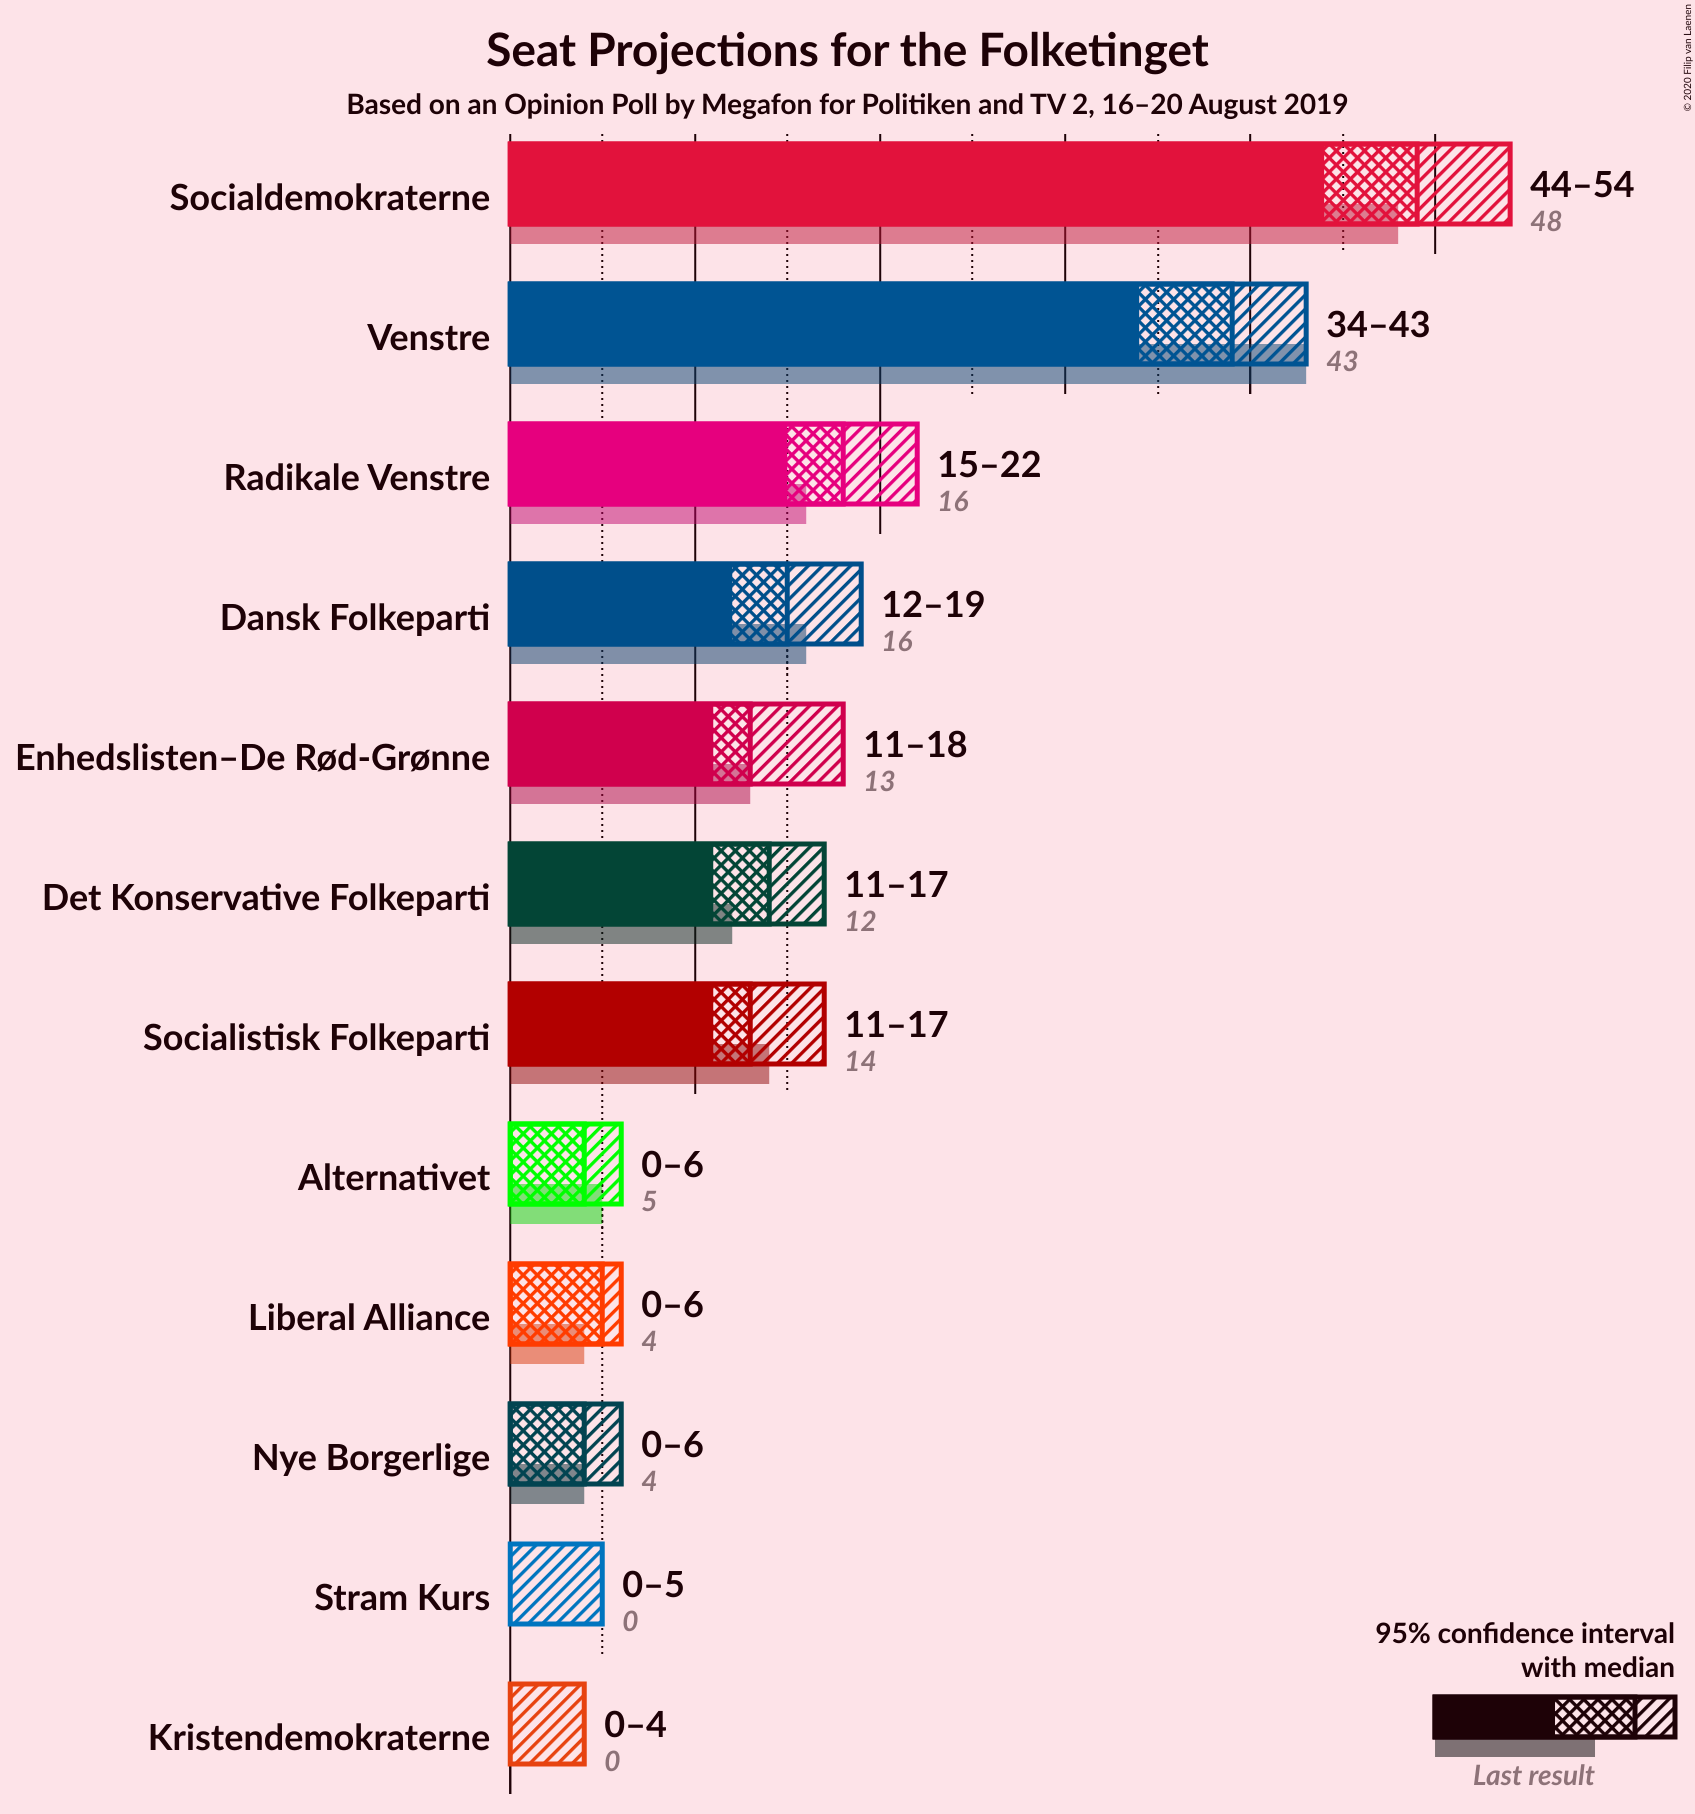 Seat Projections for the Folketinget
Based on an Opinion Poll by Megafon for Politiken and TV 2, 16–20 August 2019
© 2020 Filip van Laenen
Socialdemokraterne
44–54
48
Venstre
34–43
43
Radikale Venstre
15–22
16
Dansk Folkeparti
12–19
16
Enhedslisten–De Rød-Grønne
11–18
13
Det Konservative Folkeparti
11–17
12
Socialistisk Folkeparti
11–17
14
Alternativet
0–6
5
Liberal Alliance
0–6
4
Nye Borgerlige
0–6
4
Stram Kurs
0–5
0
Kristendemokraterne
0–4
0
95% confidence interval
with median
Last result